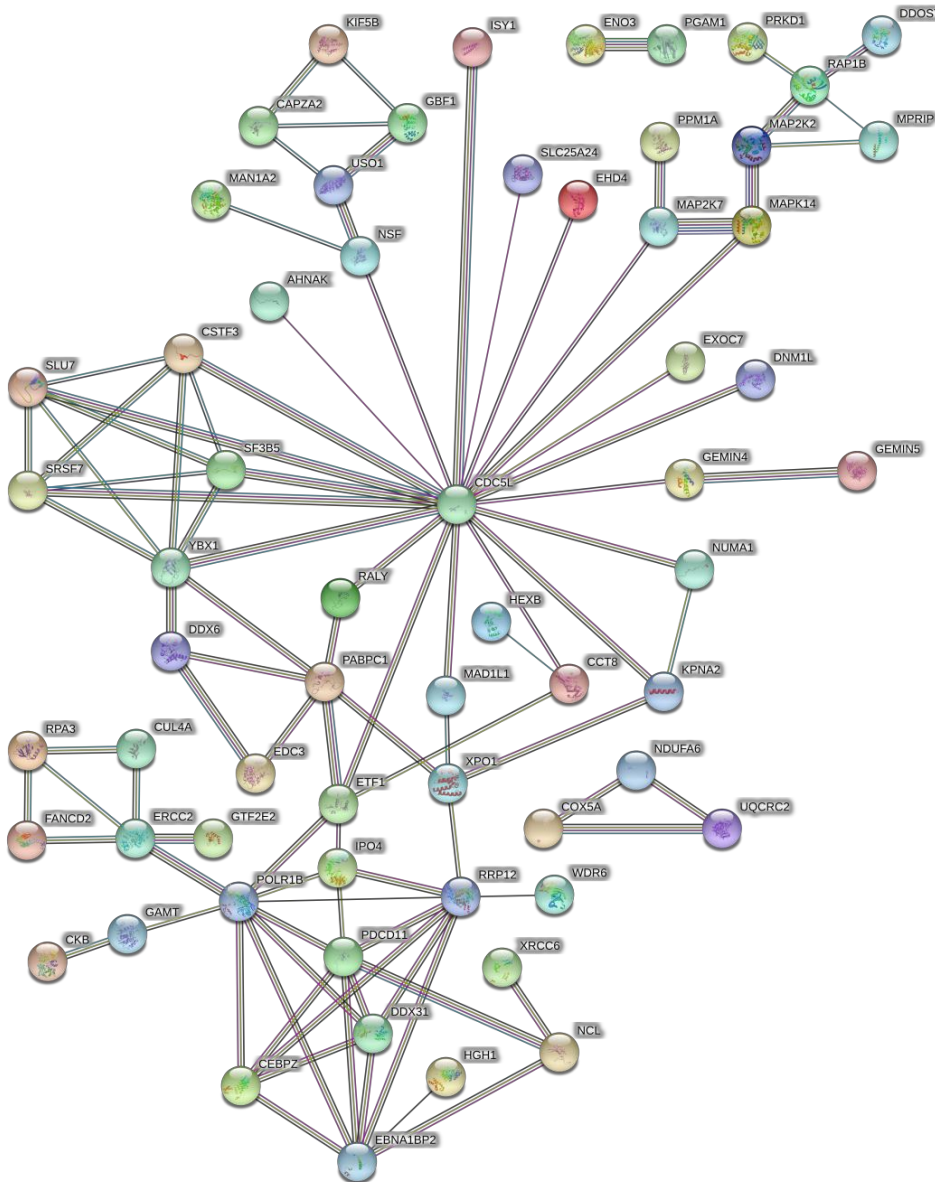 KIF5B
ISY1
ENO3
PGAM1
PRKD1
DDOST
RAP1B
CAPZA2
GBF1
PPM1A
MAP2K2
MPRIP
USO1
SLC25A24
MAN1A2
EHD4
MAP2K7
MAPK14
NSF
AHNAK
CSTF3
EXOC7
DNM1L
SLU7
SF3B5
GEMIN4
GEMIN5
SRSF7
CDC5L
YBX1
NUMA1
RALY
HEXB
DDX6
PABPC1
MAD1L1
CCT8
KPNA2
RPA3
CUL4A
EDC3
XPO1
NDUFA6
ETF1
COX5A
UQCRC2
FANCD2
ERCC2
GTF2E2
IPO4
POLR1B
RRP12
WDR6
GAMT
CKB
PDCD11
XRCC6
DDX31
NCL
CEBPZ
HGH1
EBNA1BP2